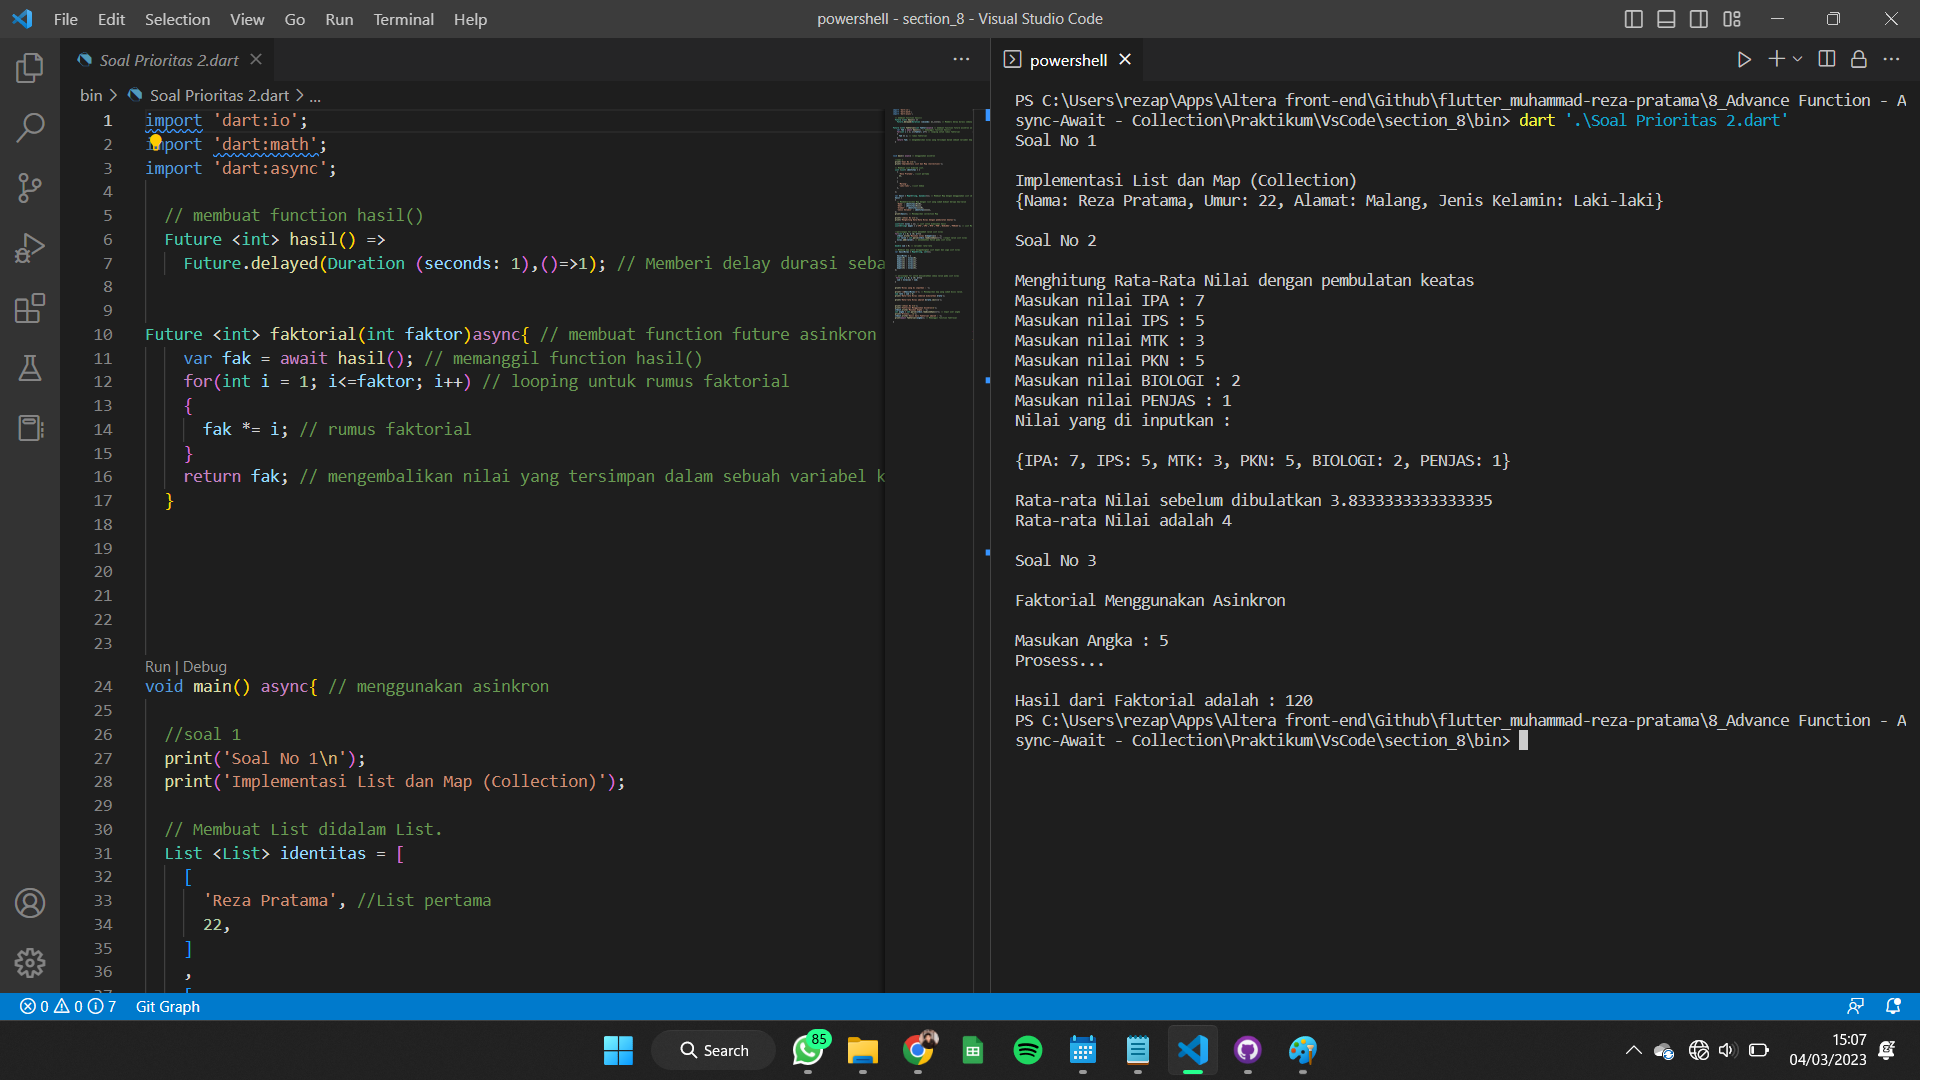 File Edit Selection View Go Run Terminal Help
powershell - section_8 - Visual Studio Code
Soal Prioritas 2.dart
bin > Soal Prioritas 2.dart > ...
1 import 'dart:io';
2 import 'dart:math';
3 import 'dart:async';
4
5 // membuat function hasil()
6 Future <int> hasil() =>
7 Future.delayed(Duration (seconds: 1),()=>1); // Memberi delay durasi seba
8
9
10 Future <int> faktorial(int faktor)async{ // membuat function future asinkron
11 var fak = await hasil(); // memanggil function hasil()
12 for(int i = 1; i<=faktor; i++) // looping untuk rumus faktorial
13 {
14 fak *= i; // rumus faktorial
15 }
16 return fak; // mengembalikan nilai yang tersimpan dalam sebuah variabel k
17 }
18
19
20
21
22
23
Run | Debug
24 void main() async{ // menggunakan asinkron
25
26 //soal 1
27 print('Soal No 1\n');
28 print('Implementasi List dan Map (Collection)');
29
30 // Membuat List didalam List.
31 List <List> identitas = [
32 [
33 'Reza Pratama', //List pertama
34 22,
35 ]
36 ,
37 [
powershell
PS C:\Users\rezap\Apps\Altera front-end\Github\flutter_muhammad-reza-pratama\8_Advance Function - A
sync-Await - Collection\Praktikum\VsCode\section_8\bin> dart '.\Soal Prioritas 2.dart'
Soal No 1
Implementasi List dan Map (Collection)
{Nama: Reza Pratama, Umur: 22, Alamat: Malang, Jenis Kelamin: Laki-laki}
Soal No 2
Menghitung Rata-Rata Nilai dengan pembulatan keatas
Masukan nilai IPA : 7
Masukan nilai IPS : 5
Masukan nilai MTK : 3
Masukan nilai PKN : 5
Masukan nilai BIOLOGI : 2
Masukan nilai PENJAS : 1
Nilai yang di inputkan :
{IPA: 7, IPS: 5, MTK: 3, PKN: 5, BIOLOGI: 2, PENJAS: 1}
Rata-rata Nilai sebelum dibulatkan 3.8333333333333335
Rata-rata Nilai adalah 4
Soal No 3
Faktorial Menggunakan Asinkron
Masukan Angka : 5
Prosess...
Hasil dari Faktorial adalah : 120
PS C:\Users\rezap\Apps\Altera front-end\Github\flutter_muhammad-reza-pratama\8_Advance Function - A
sync-Await - Collection\Praktikum\VsCode\section_8\bin>
0 0 7 Git Graph
Search
85
15:07
04/03/2023